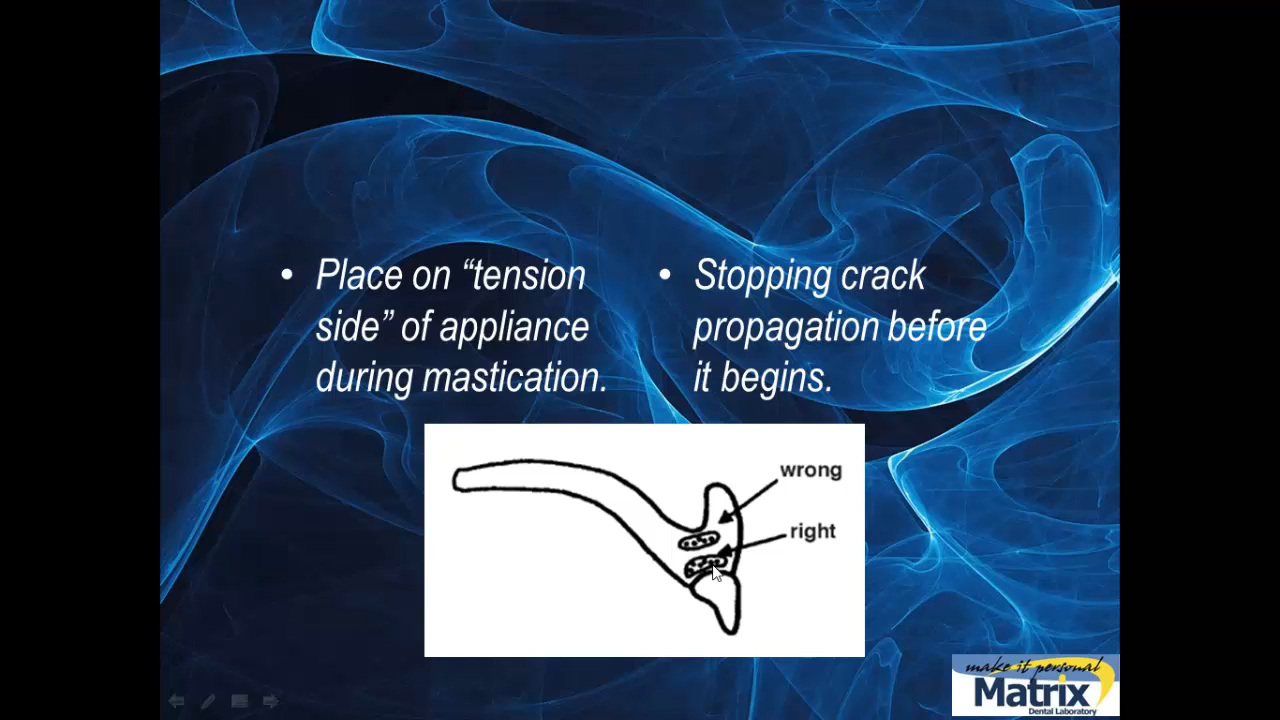 • Place on “tension
side” of appliance
during mastication.
• Stopping crack
propagation before
it begins.
wrong
right
make it personal
Matrix
Dental Laboratory